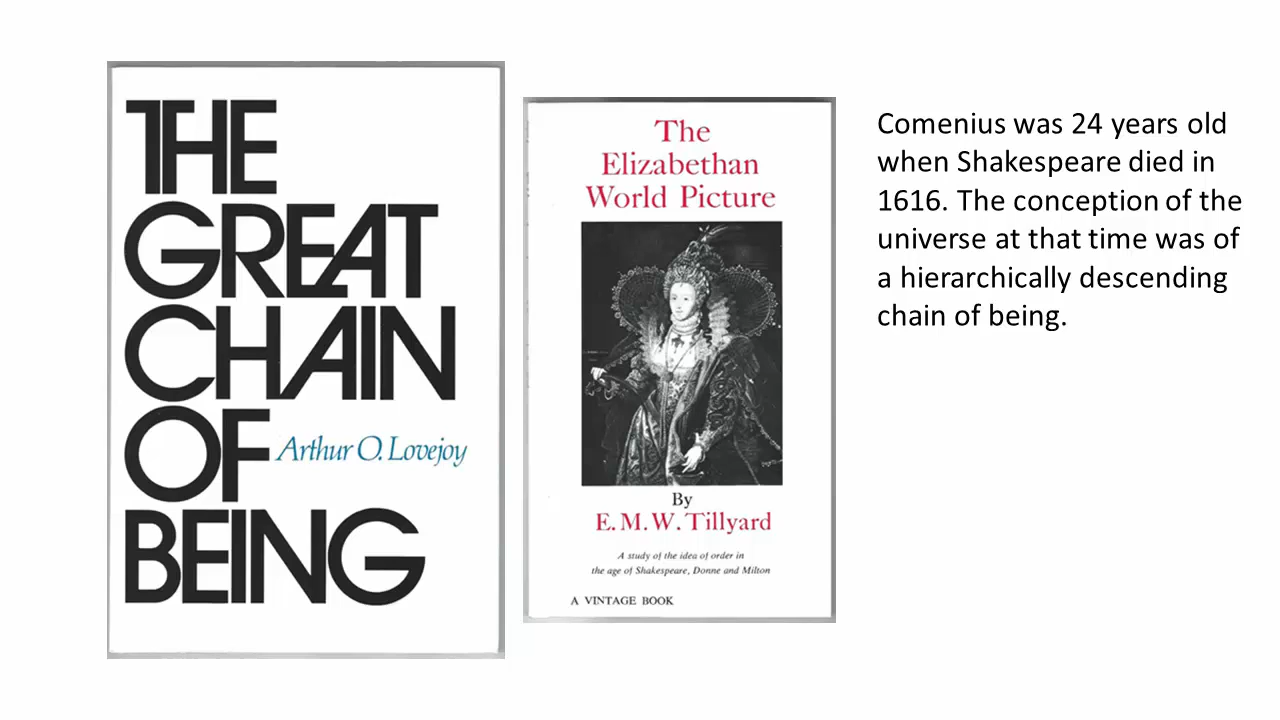 THE
GREAT
CHAIN
OF
Arthur O. Lovejoy
BEING
The
Elizabethan
World Picture
By
E. M. W. Tillyard
A study of the idea of order in
the age of Shakespeare, Donne and Milton
A VINTAGE BOOK
Comenius was 24 years old
when Shakespeare died in
1616. The conception of the
universe at that time was of
a hierarchically descending
chain of being.